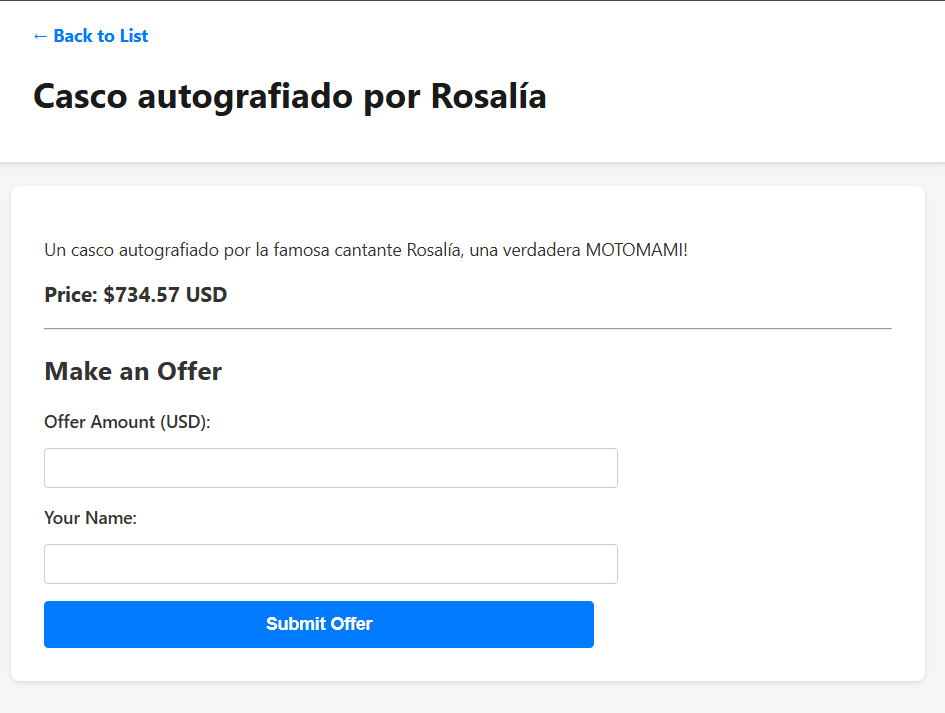 ← Back to List
Casco autografiado por Rosalía
Un casco autografiado por la famosa cantante Rosalía, una verdadera MOTOMAMI!
Price: $734.57 USD
Make an Offer
Offer Amount (USD):
Your Name:
Submit Offer